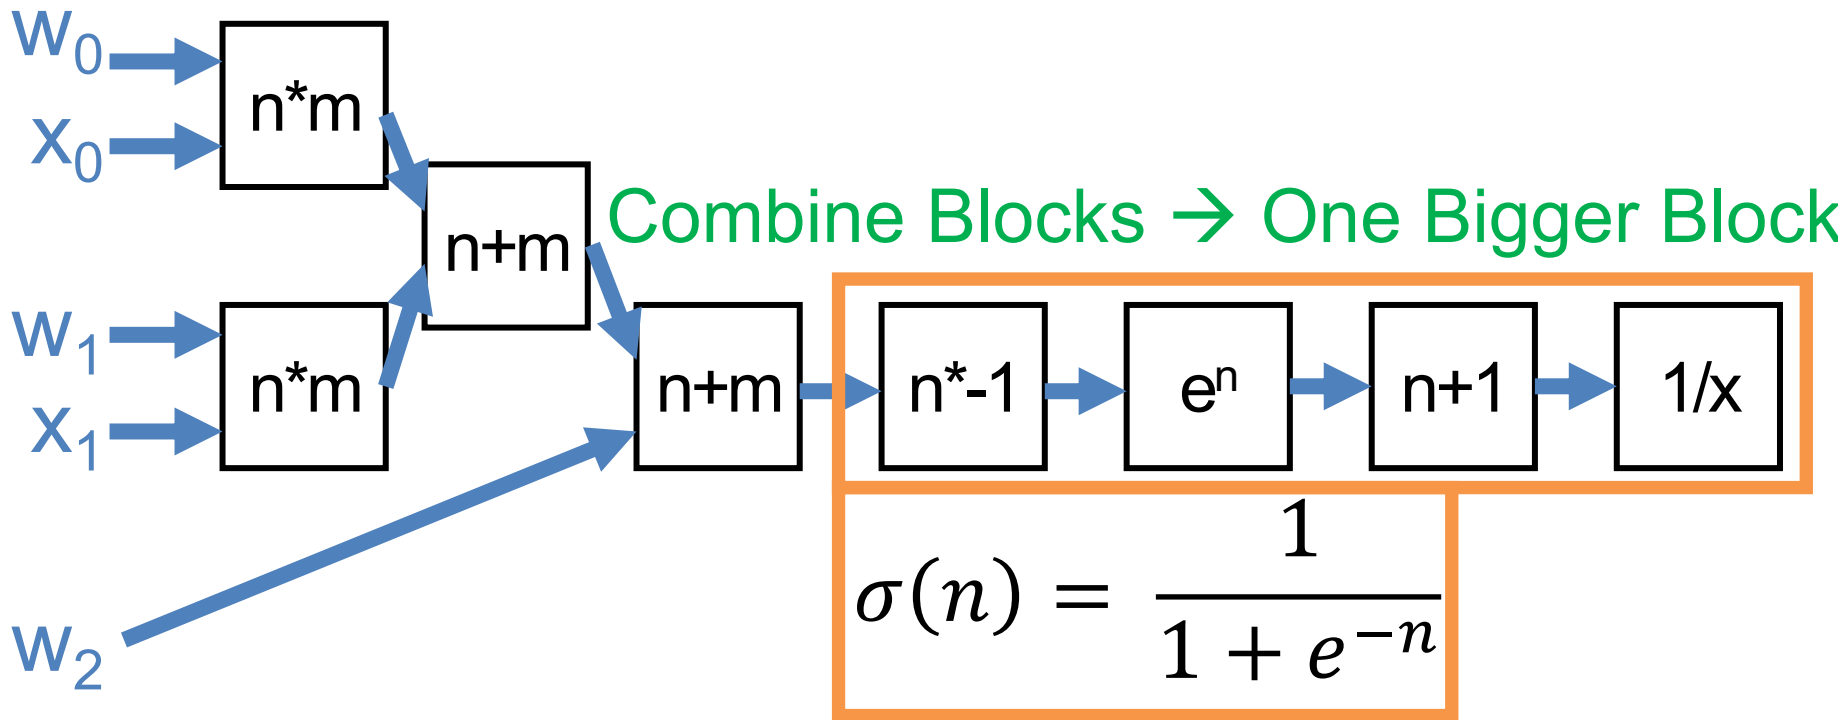 w₀
x₀
n*m
n+m
Combine Blocks → One Bigger Block
w₁
x₁
n*m
n+m
n*-1
eⁿ
n+1
1/x
w₂
σ(n) = 1 / (1 + e⁻ⁿ)